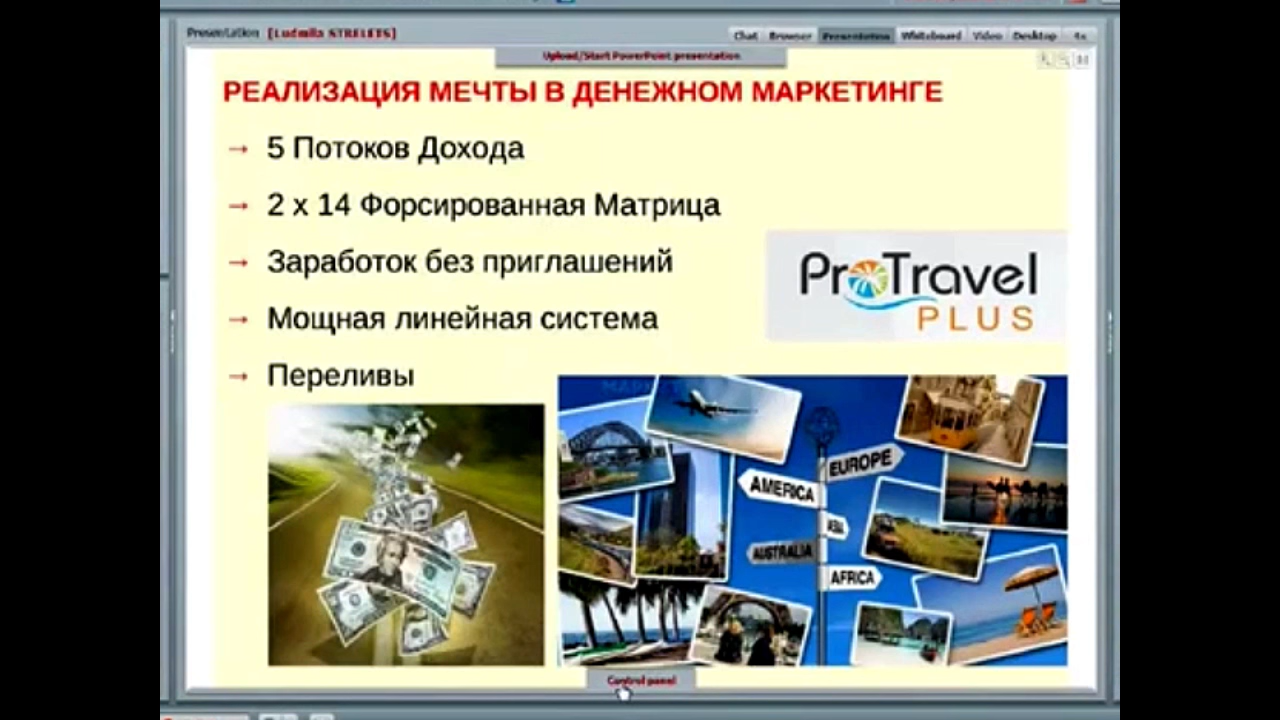 Presentation [Ludmila STRELETS]
Chat Browser Presentation Whiteboard Video Desktop
Upload/Start PowerPoint presentation
РЕАЛИЗАЦИЯ МЕЧТЫ В ДЕНЕЖНОМ МАРКЕТИНГЕ
→ 5 Потоков Дохода
→ 2 х 14 Форсированная Матрица
→ Заработок без приглашений
→ Мощная линейная система
→ Переливы
ProTravel
PLUS
EUROPE
AMERICA
ASIA
AUSTRALIA
AFRICA
Control panel